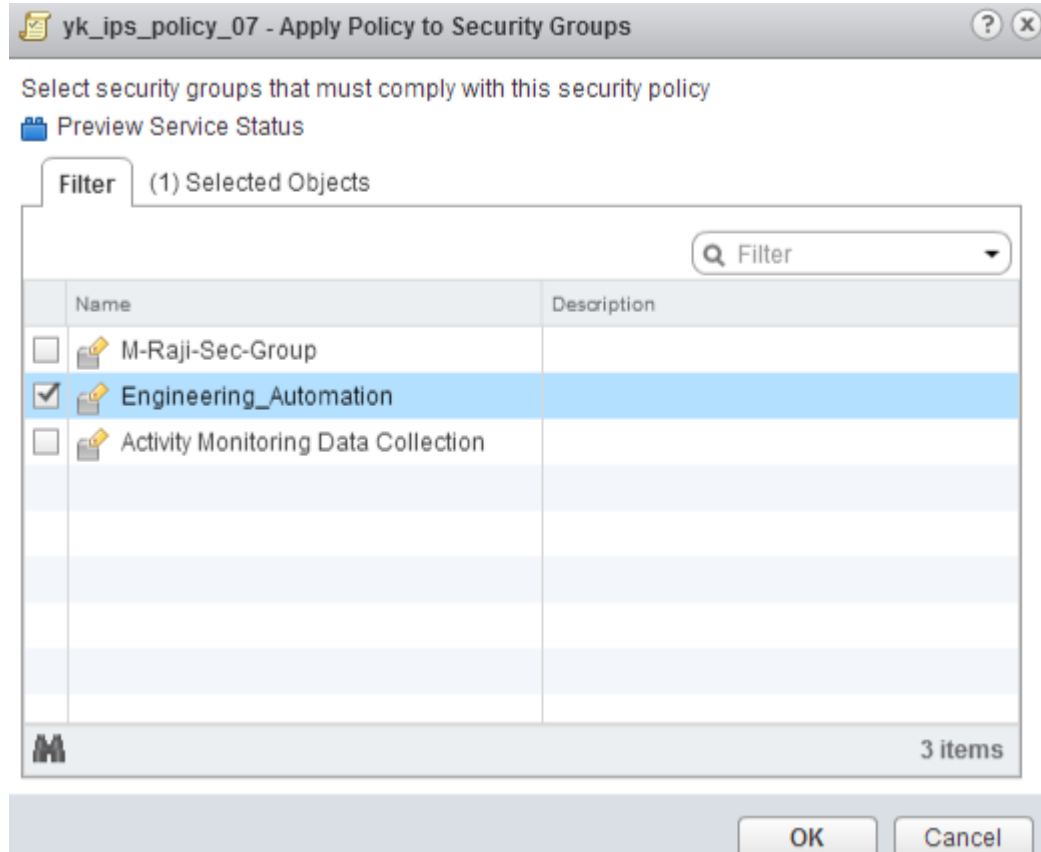 yk_ips_policy_07 - Apply Policy to Security Groups
Select security groups that must comply with this security policy
Preview Service Status
Filter (1) Selected Objects
Filter
Name Description
M-Raji-Sec-Group
Engineering_Automation
Activity Monitoring Data Collection
3 items
OK Cancel